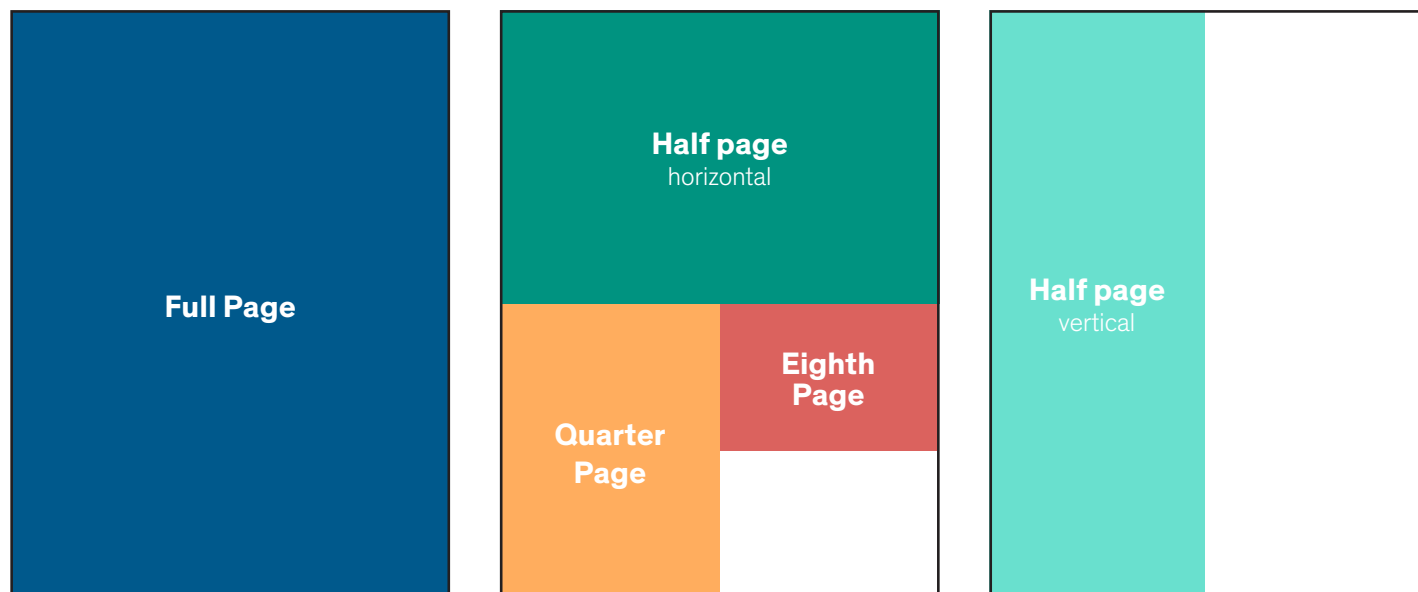 Full Page
Half page
horizontal
Quarter
Page
Eighth
Page
Half page
vertical